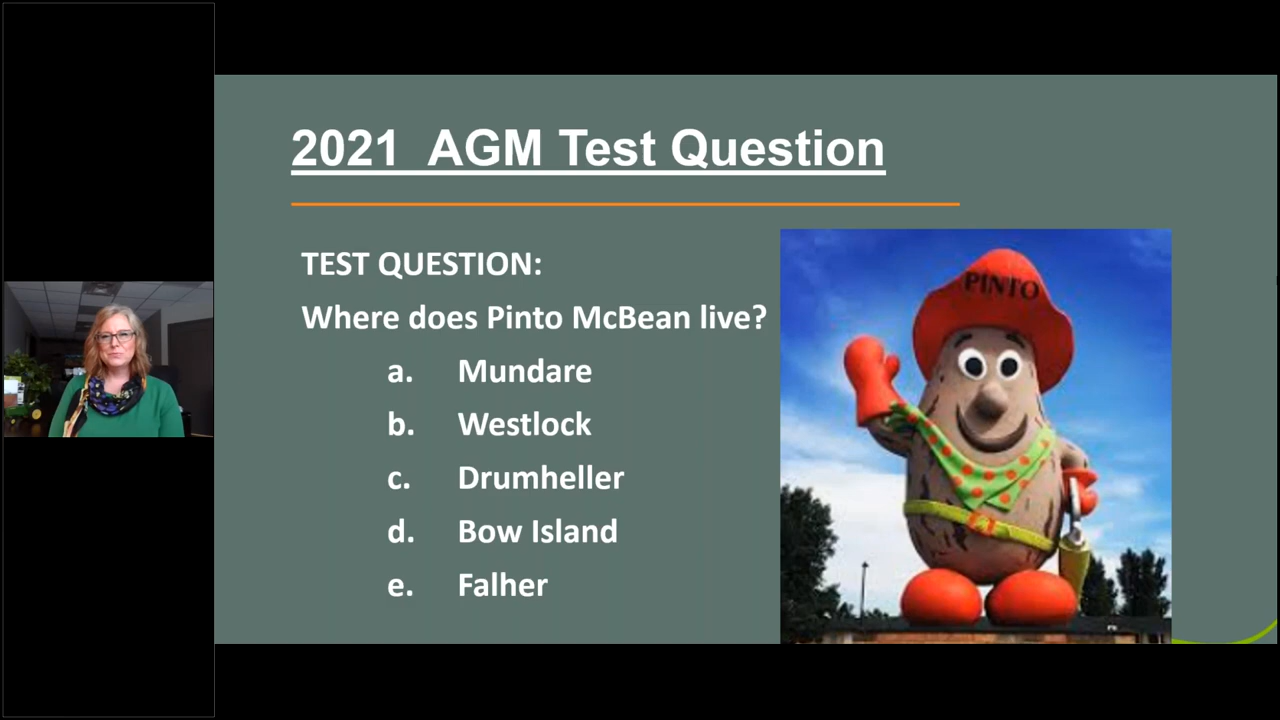 2021 AGM Test Question
TEST QUESTION:
Where does Pinto McBean live?
a. Mundare
b. Westlock
c. Drumheller
d. Bow Island
e. Falher
PINTO